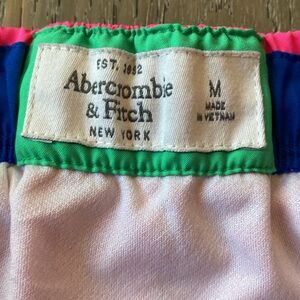 EST. 1892
Abercrombie
& Fitch
NEW YORK
M
MADE
IN VIETNAM